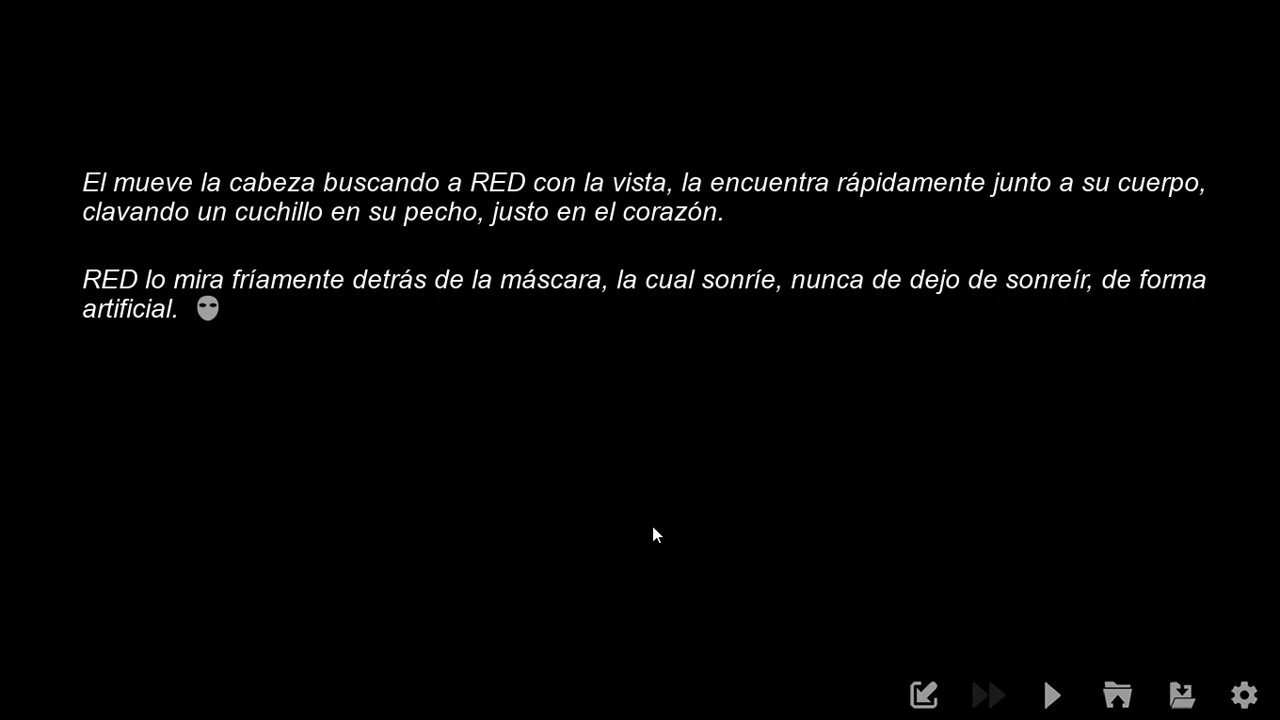 El mueve la cabeza buscando a RED con la vista, la encuentra rápidamente junto a su cuerpo,
clavando un cuchillo en su pecho, justo en el corazón.
RED lo mira fríamente detrás de la máscara, la cual sonríe, nunca de dejo de sonreír, de forma
artificial.